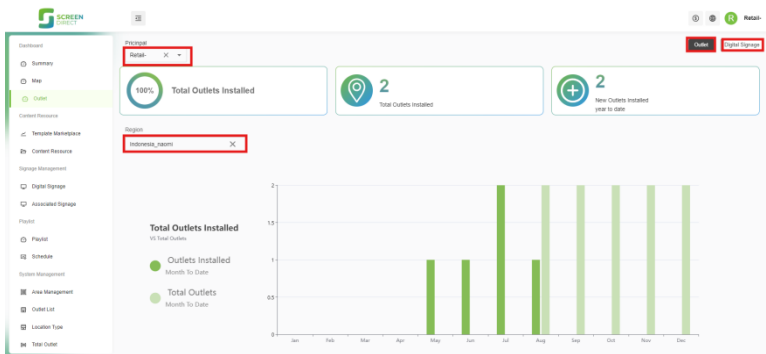 SCREEN
DIRECT
R
Retail-
Dashboard
Summary
Map
Outlet
Content Resource
Template Marketplace
Content Resource
Signage Management
Digital Signage
Associated Signage
Playlist
Playlist
Schedule
System Management
Area Management
Outlet List
Location Type
Total Outlet
Principal
Retail-
Outlet
Digital Signage
100%
Total Outlets Installed
2
Total Outlets Installed
2
New Outlets Installed
year to date
Region
Indonesia_naomi
Total Outlets Installed
VS Total Outlets
Outlets Installed
Month To Date
Total Outlets
Month To Date
2
1.5
1
0.5
0
Jan Feb Mar Apr May Jun Jul Aug Sep Oct Nov Dec